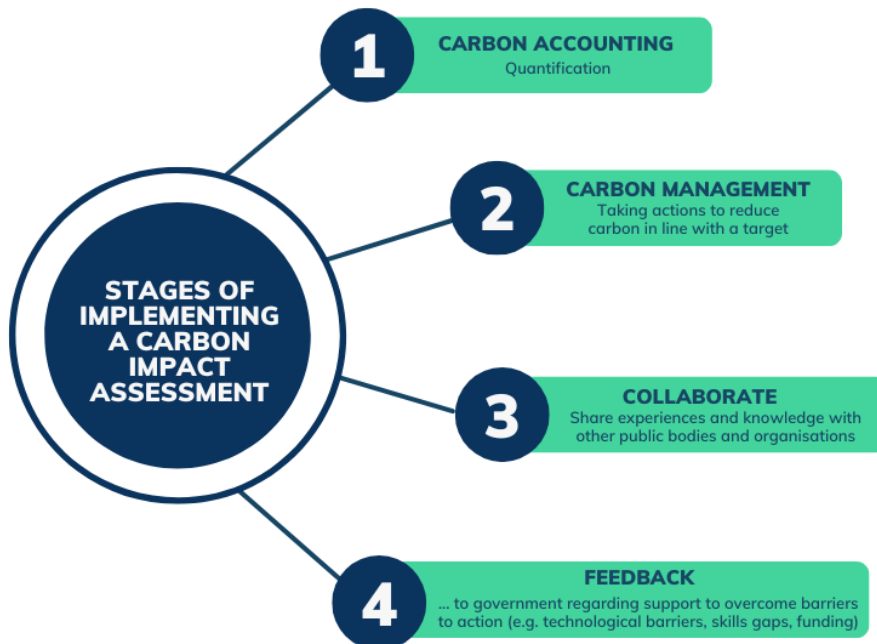 1
CARBON ACCOUNTING
Quantification
2
CARBON MANAGEMENT
Taking actions to reduce
carbon in line with a target
STAGES OF
IMPLEMENTING
A CARBON
IMPACT
ASSESSMENT
3
COLLABORATE
Share experiences and knowledge with
other public bodies and organisations
4
FEEDBACK
... to government regarding support to overcome barriers
to action (e.g. technological barriers, skills gaps, funding)